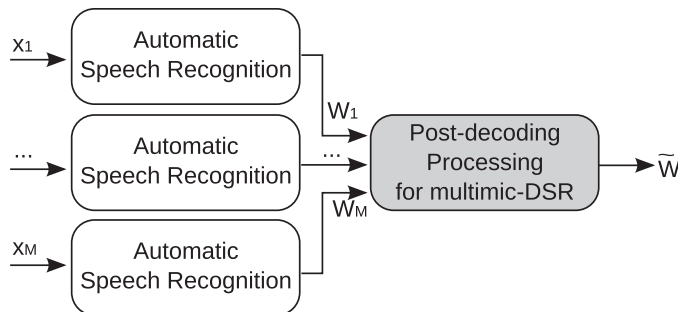 x1
Automatic
Speech Recognition
W1
...
Automatic
Speech Recognition
...
Post-decoding
Processing
for multimic-DSR
W̃
WM
xM
Automatic
Speech Recognition